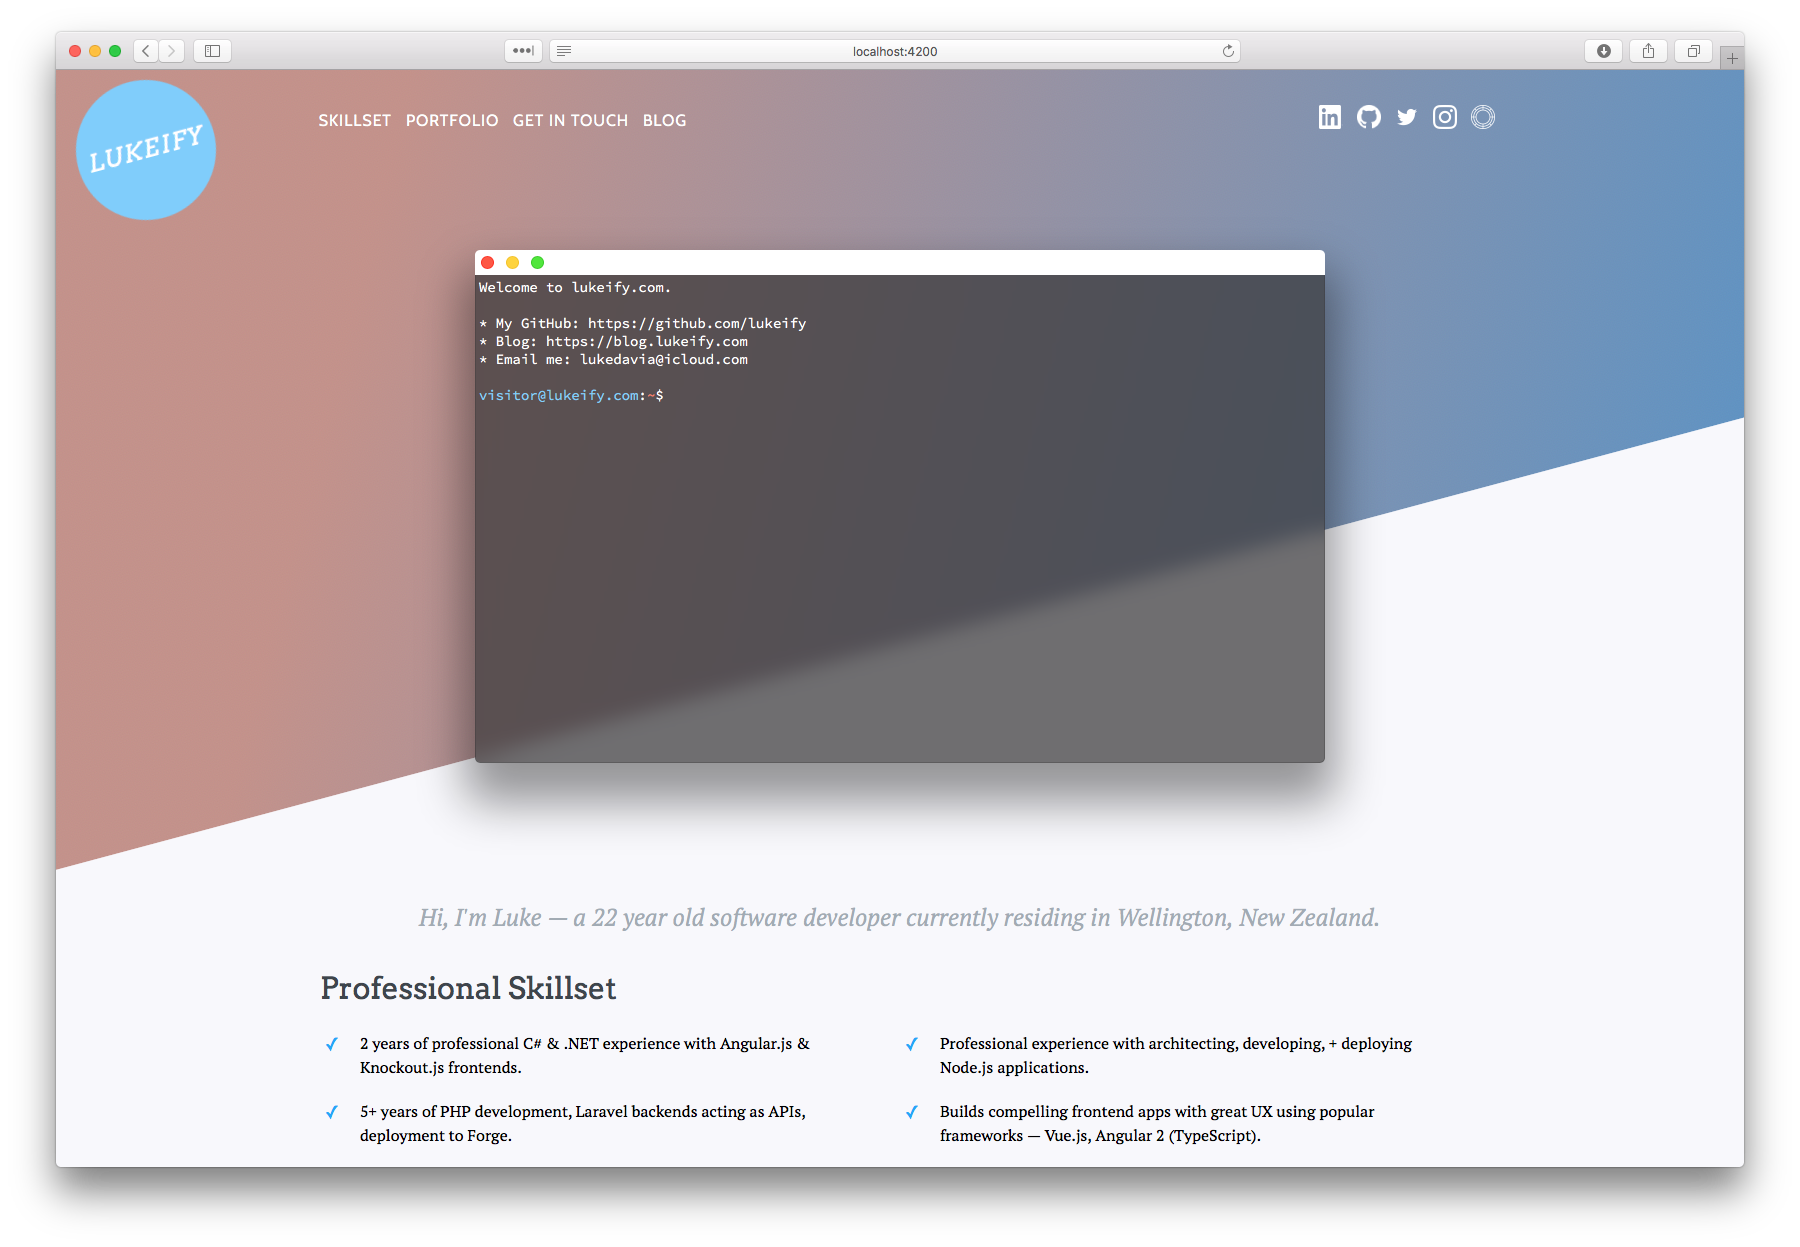 localhost:4200
LUKEIFY
SKILLSET PORTFOLIO GET IN TOUCH BLOG
Welcome to lukeify.com.
* My GitHub: https://github.com/lukeify
* Blog: https://blog.lukeify.com
* Email me: lukedavia@icloud.com
visitor@lukeify.com:~$
Hi, I'm Luke — a 22 year old software developer currently residing in Wellington, New Zealand.
Professional Skillset
2 years of professional C# & .NET experience with Angular.js &
Knockout.js frontends.
Professional experience with architecting, developing, + deploying
Node.js applications.
5+ years of PHP development, Laravel backends acting as APIs,
deployment to Forge.
Builds compelling frontend apps with great UX using popular
frameworks — Vue.js, Angular 2 (TypeScript).